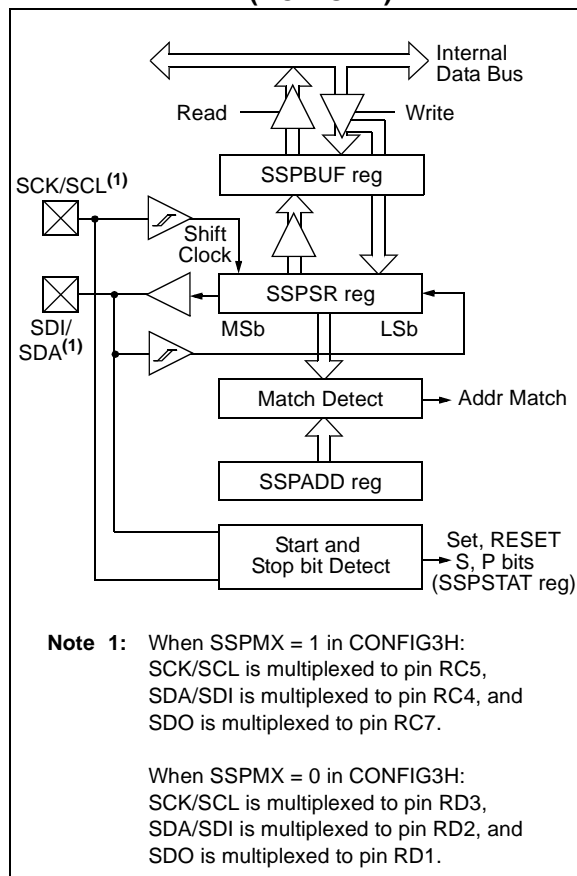 Internal
Data Bus
Read
Write
SSPBUF reg
SCK/SCL(1)
Shift
Clock
SSPSR reg
MSb
LSb
SDI/
SDA(1)
Match Detect
Addr Match
SSPADD reg
Start and
Stop bit Detect
Set, RESET
S, P bits
(SSPSTAT reg)
Note 1: When SSPMX = 1 in CONFIG3H:
SCK/SCL is multiplexed to pin RC5,
SDA/SDI is multiplexed to pin RC4, and
SDO is multiplexed to pin RC7.
When SSPMX = 0 in CONFIG3H:
SCK/SCL is multiplexed to pin RD3,
SDA/SDI is multiplexed to pin RD2, and
SDO is multiplexed to pin RD1.